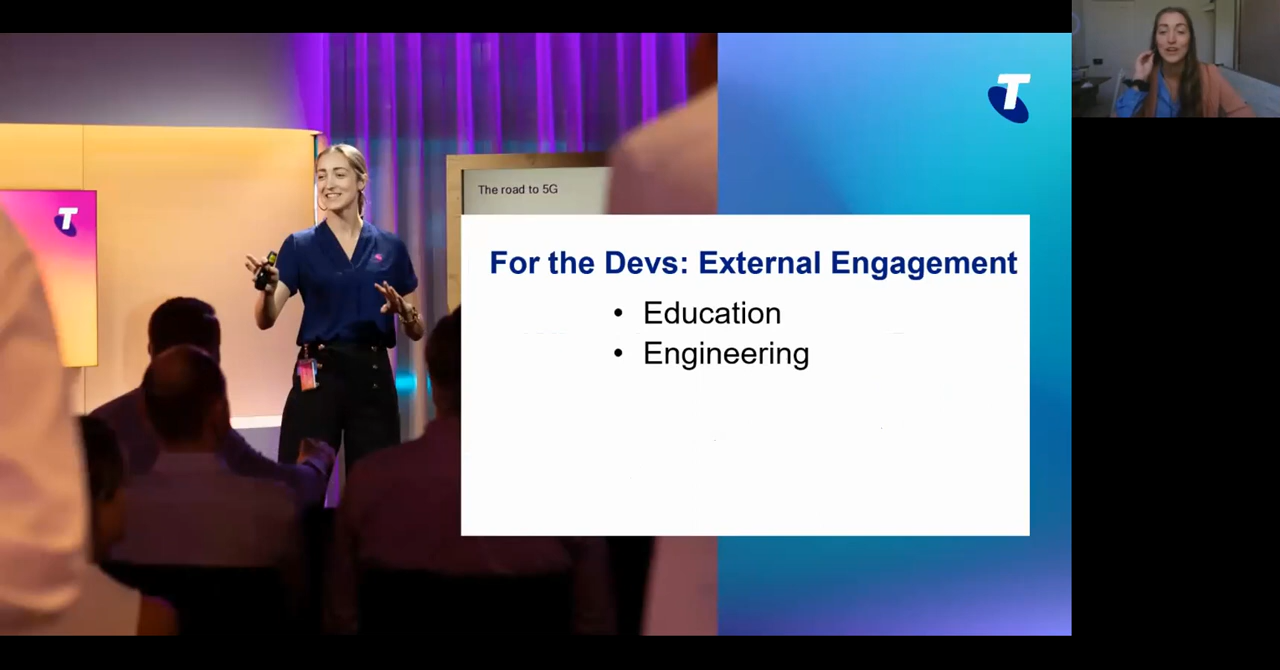 The road to 5G
For the Devs: External Engagement
• Education
• Engineering